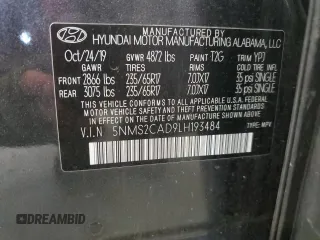 HYUNDAI MOTOR MANUFACTURING ALABAMA, LLC
Oct/24/19 GVWR 4872 lbs PAINT T2G TRIM YPJ
GAWR TIRES RIMS COLD TIRE INFL
FRONT 2866 lbs 235/65R17 7.0JX17 35 psi SINGLE
REAR 3075 lbs 235/65R17 7.0JX17 35 psi SINGLE
THIS VEHICLE CONFORMS TO ALL APPLICABLE FEDERAL MOTOR VEHICLE
SAFETY, BUMPER AND THEFT PREVENTION STANDARDS IN EFFECT ON
THE DATE OF MANUFACTURE SHOWN ABOVE.
V.I.N 5NMS2CAD9LH193484
TYPE: MPV
DREAMBID